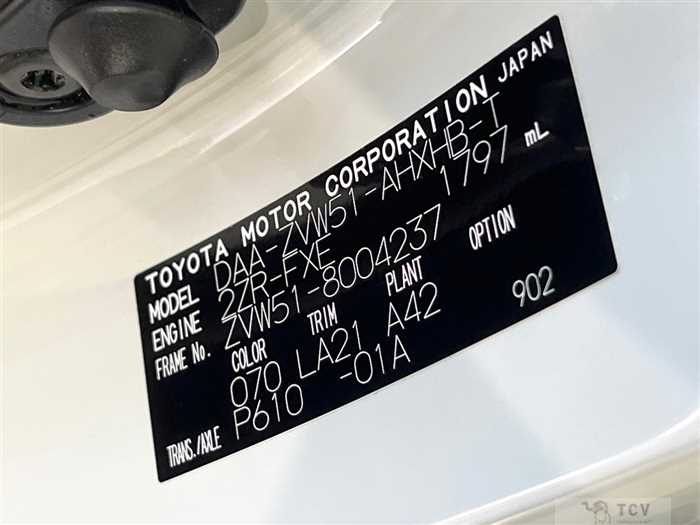 TOYOTA MOTOR CORPORATION JAPAN
MODEL DAA-ZVW51-AHXHB-T
ENGINE 2ZR-FXE 1797 mL
FRAME No. ZVW51-8004237
COLOR TRIM PLANT OPTION
070 LA21 A42
TRANS./AXLE P610 -01A 902
TCV